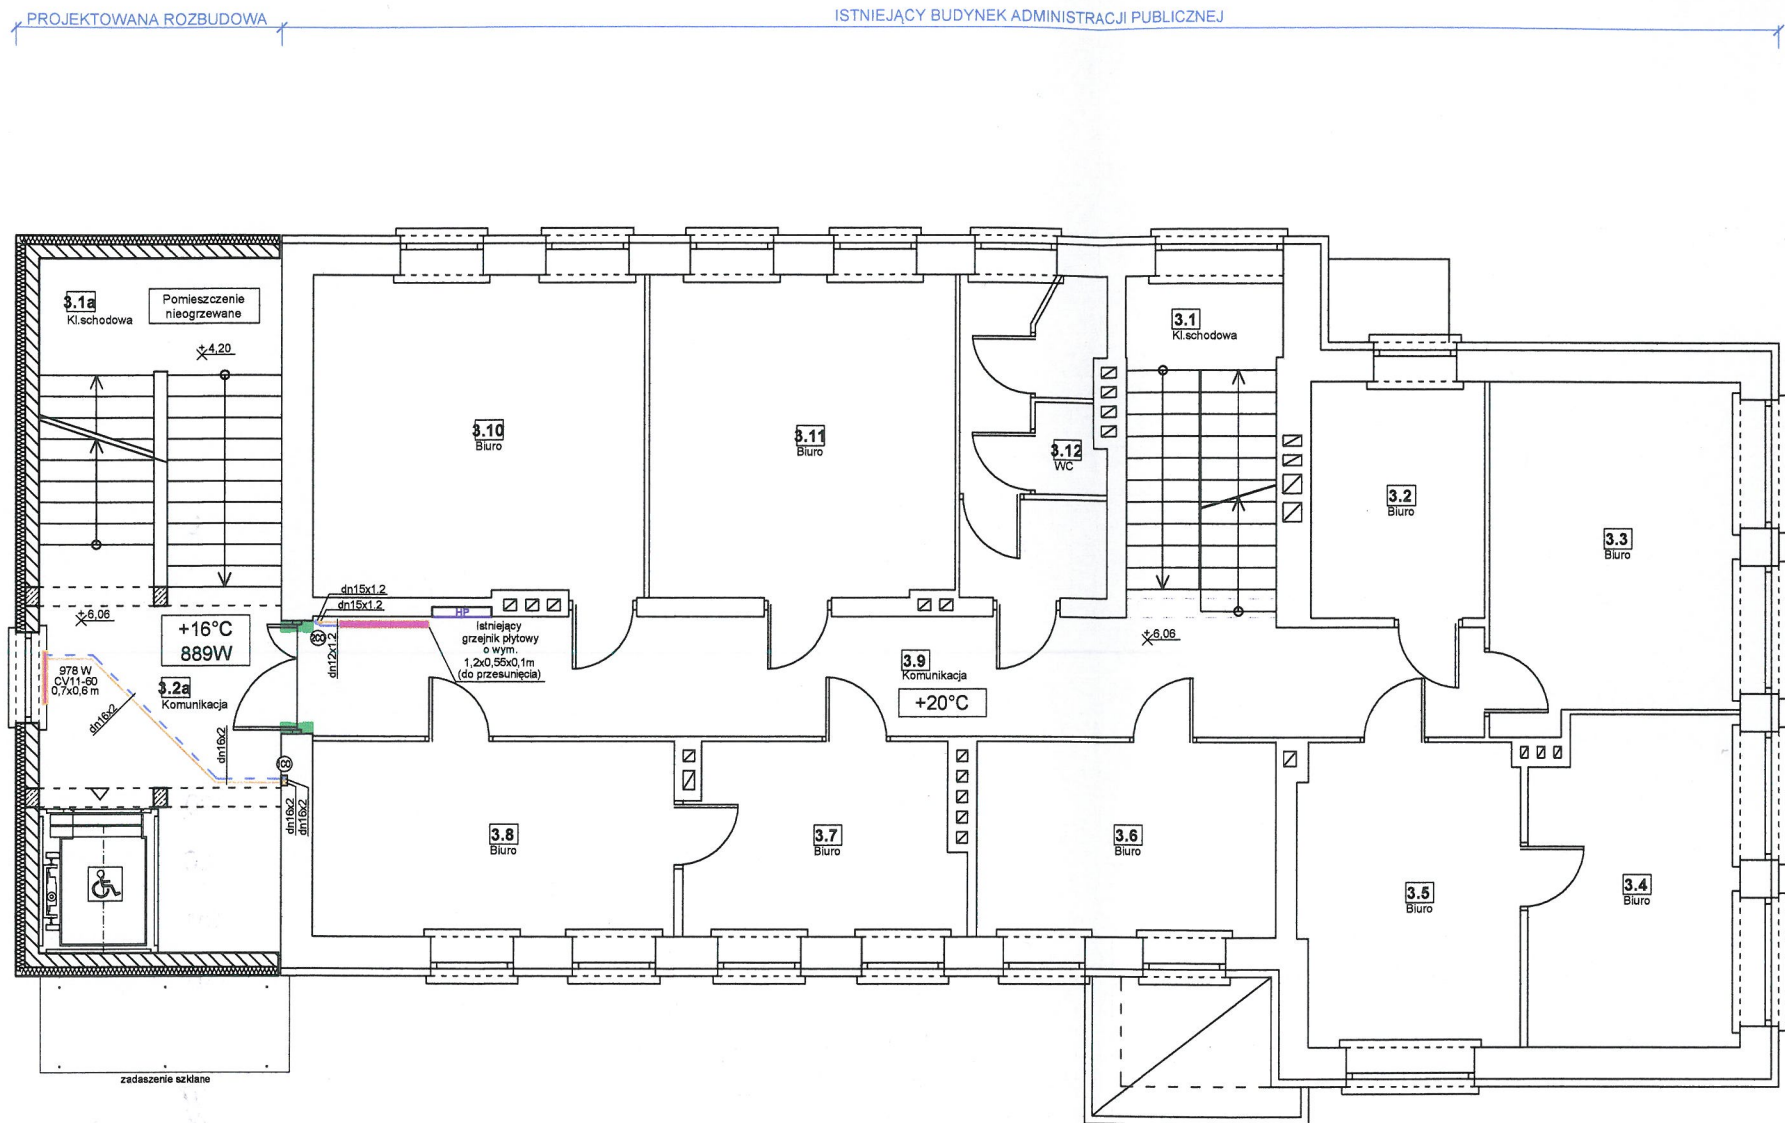 PROJEKTOWANA ROZBUDOWA
ISTNIEJĄCY BUDYNEK ADMINISTRACJI PUBLICZNEJ
3.1a
Kl.schodowa
Pomieszczenie
nieogrzewane
+4,20
3.1
Kl.schodowa
3.10
Biuro
3.11
Biuro
3.12
WC
3.2
Biuro
3.3
Biuro
+6,06
+16°C
889W
dn15x1.2
dn15x1.2
dn12x1.2
200
HP
Istniejący
grzejnik płytowy
o wym.
1,2x0,55x0,1m
(do przesunięcia)
3.9
Komunikacja
+20°C
+6,06
978 W
CV11-60
0,7x0,6 m
3.2a
Komunikacja
dn16x2
dn16x2
dn16x2
dn16x2
3.8
Biuro
3.7
Biuro
3.6
Biuro
3.5
Biuro
3.4
Biuro
zadaszenie szklane